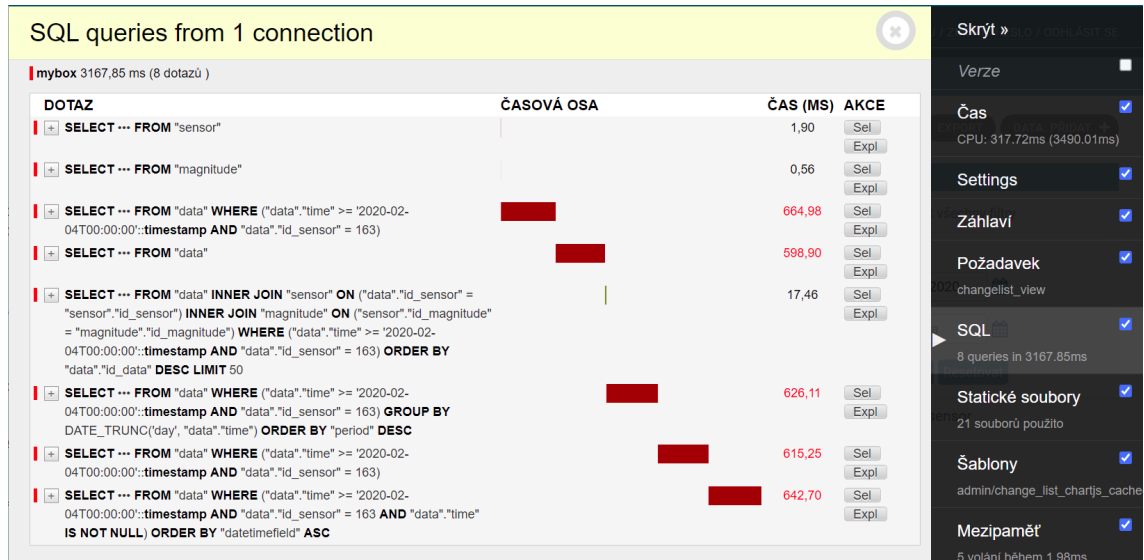 SQL queries from 1 connection
mybox 3167,85 ms (8 dotazů )
DOTAZ ČASOVÁ OSA ČAS (MS) AKCE
+ SELECT ••• FROM "sensor" 1,90 Sel
Expl
+ SELECT ••• FROM "magnitude" 0,56 Sel
Expl
+ SELECT ••• FROM "data" WHERE ("data"."time" >= '2020-02- 664,98 Sel
04T00:00:00'::timestamp AND "data"."id_sensor" = 163) Expl
+ SELECT ••• FROM "data" 598,90 Sel
Expl
+ SELECT ••• FROM "data" INNER JOIN "sensor" ON ("data"."id_sensor" = 17,46 Sel
"sensor"."id_sensor") INNER JOIN "magnitude" ON ("sensor"."id_magnitude" Expl
= "magnitude"."id_magnitude") WHERE ("data"."time" >= '2020-02-
04T00:00:00'::timestamp AND "data"."id_sensor" = 163) ORDER BY
"data"."id_data" DESC LIMIT 50
+ SELECT ••• FROM "data" WHERE ("data"."time" >= '2020-02- 626,11 Sel
04T00:00:00'::timestamp AND "data"."id_sensor" = 163) GROUP BY Expl
DATE_TRUNC('day', "data"."time") ORDER BY "period" DESC
+ SELECT ••• FROM "data" WHERE ("data"."time" >= '2020-02- 615,25 Sel
04T00:00:00'::timestamp AND "data"."id_sensor" = 163) Expl
+ SELECT ••• FROM "data" WHERE ("data"."time" >= '2020-02- 642,70 Sel
04T00:00:00'::timestamp AND "data"."id_sensor" = 163 AND "data"."time" Expl
IS NOT NULL) ORDER BY "datetimefield" ASC
Skrýt »
Verze
Čas
CPU: 317.72ms (3490.01ms)
Settings
Záhlaví
Požadavek
changelist_view
SQL
8 queries in 3167.85ms
Statické soubory
21 souborů použito
Šablony
admin/change_list_chartjs_cache
Mezipaměť
5 volání během 1.98ms